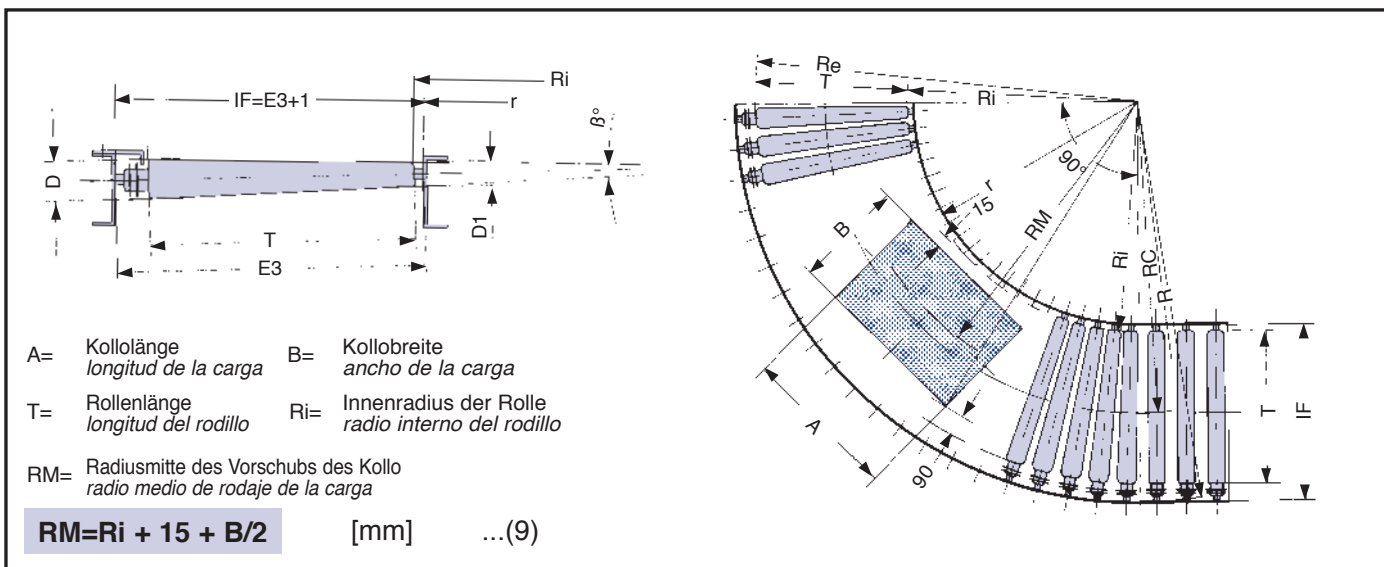 Ri
IF=E3+1
r
ß°
D
D1
T
E3
Re
T
Ri
90°
r
15
RM
B
Ri
RC
R
T
IF
A
90
A= Kollolänge B= Kollobreite
longitud de la carga ancho de la carga
T= Rollenlänge Ri= Innenradius der Rolle
longitud del rodillo radio interno del rodillo
RM= Radiusmitte des Vorschubs des Kollo
radio medio de rodaje de la carga
RM=Ri + 15 + B/2 [mm] ...(9)